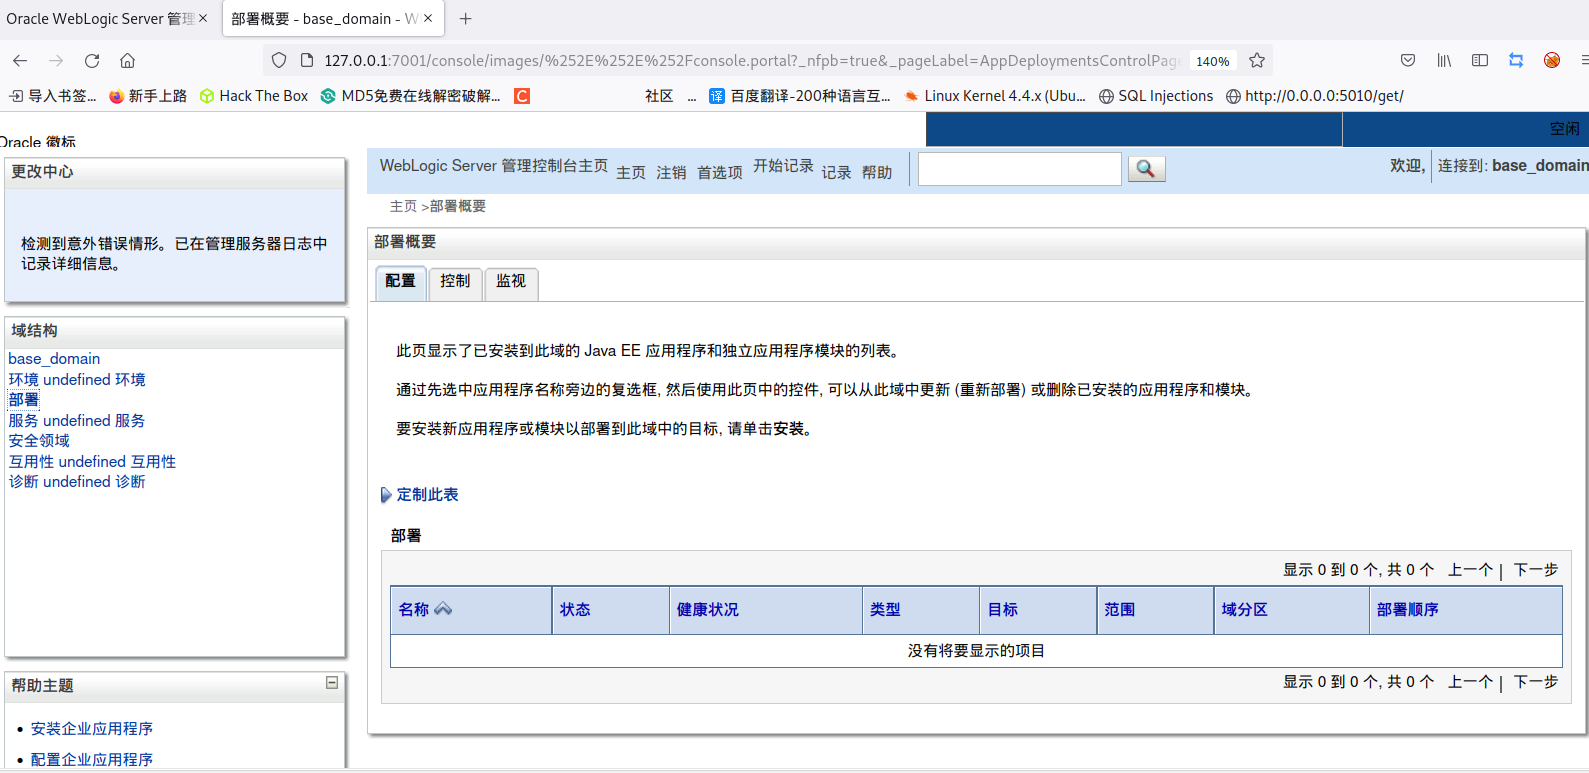 Oracle WebLogic Server 管理
部署概要 - base_domain - W
127.0.0.1:7001/console/images/%252E%252E%252Fconsole.portal?_nfpb=true&_pageLabel=AppDeploymentsControlPage
140%
导入书签... 新手上路 Hack The Box MD5免费在线解密破解... 社区 ... 百度翻译-200种语言互... Linux Kernel 4.4.x (Ubu... SQL Injections http://0.0.0.0:5010/get/
Oracle 徽标
空闲
更改中心
检测到意外错误情形。已在管理服务器日志中
记录详细信息。
域结构
base_domain
环境 undefined 环境
部署
服务 undefined 服务
安全领域
互用性 undefined 互用性
诊断 undefined 诊断
帮助主题
安装企业应用程序
配置企业应用程序
WebLogic Server 管理控制台主页 主页 注销 首选项 开始记录 记录 帮助
欢迎, 连接到: base_domain
主页 >部署概要
部署概要
配置 控制 监视
此页显示了已安装到此域的 Java EE 应用程序和独立应用程序模块的列表。
通过先选中应用程序名称旁边的复选框, 然后使用此页中的控件, 可以从此域中更新 (重新部署) 或删除已安装的应用程序和模块。
要安装新应用程序或模块以部署到此域中的目标, 请单击安装。
定制此表
部署
显示 0 到 0 个, 共 0 个 上一个 | 下一步
名称 状态 健康状况 类型 目标 范围 域分区 部署顺序
没有将要显示的项目
显示 0 到 0 个, 共 0 个 上一个 | 下一步